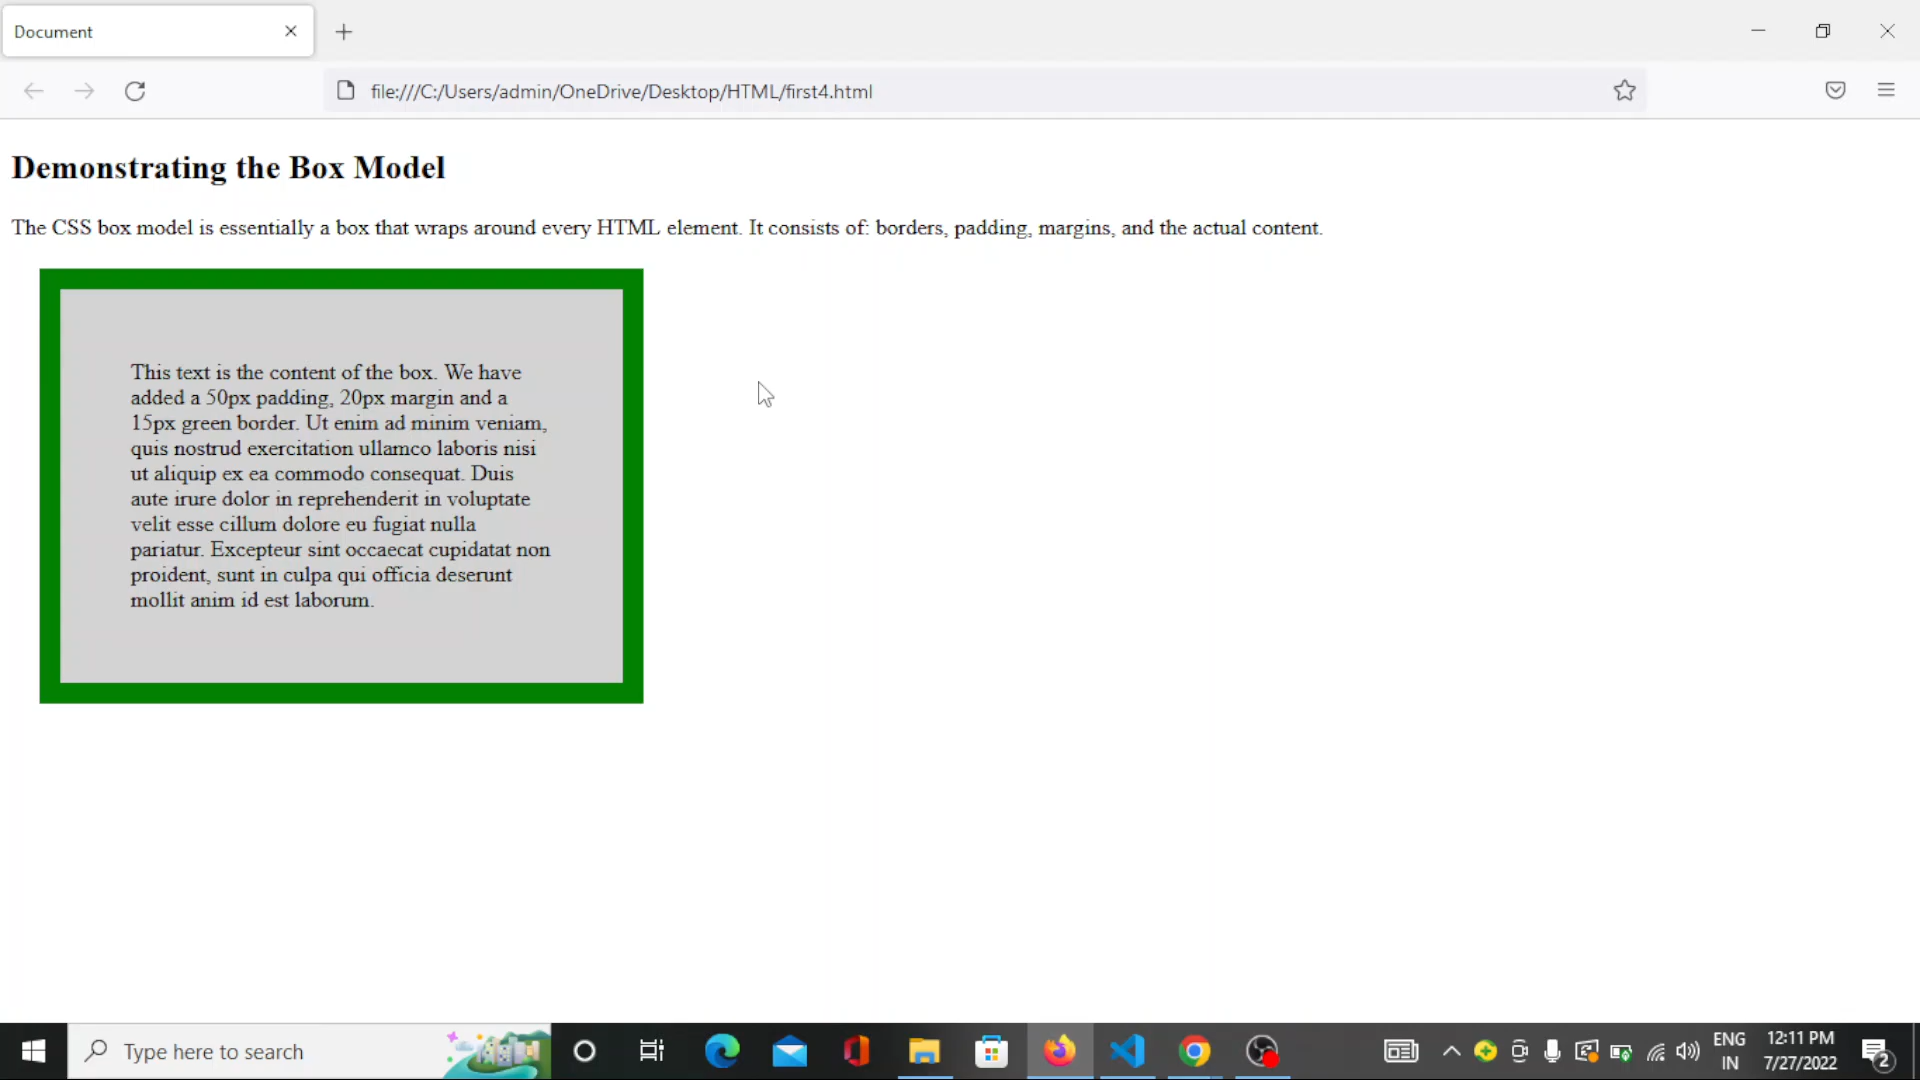 Document
file:///C:/Users/admin/OneDrive/Desktop/HTML/first4.html
Demonstrating the Box Model
The CSS box model is essentially a box that wraps around every HTML element. It consists of: borders, padding, margins, and the actual content.
This text is the content of the box. We have
added a 50px padding, 20px margin and a
15px green border. Ut enim ad minim veniam,
quis nostrud exercitation ullamco laboris nisi
ut aliquip ex ea commodo consequat. Duis
aute irure dolor in reprehenderit in voluptate
velit esse cillum dolore eu fugiat nulla
pariatur. Excepteur sint occaecat cupidatat non
proident, sunt in culpa qui officia deserunt
mollit anim id est laborum.
Type here to search
ENG
IN
12:11 PM
7/27/2022
2